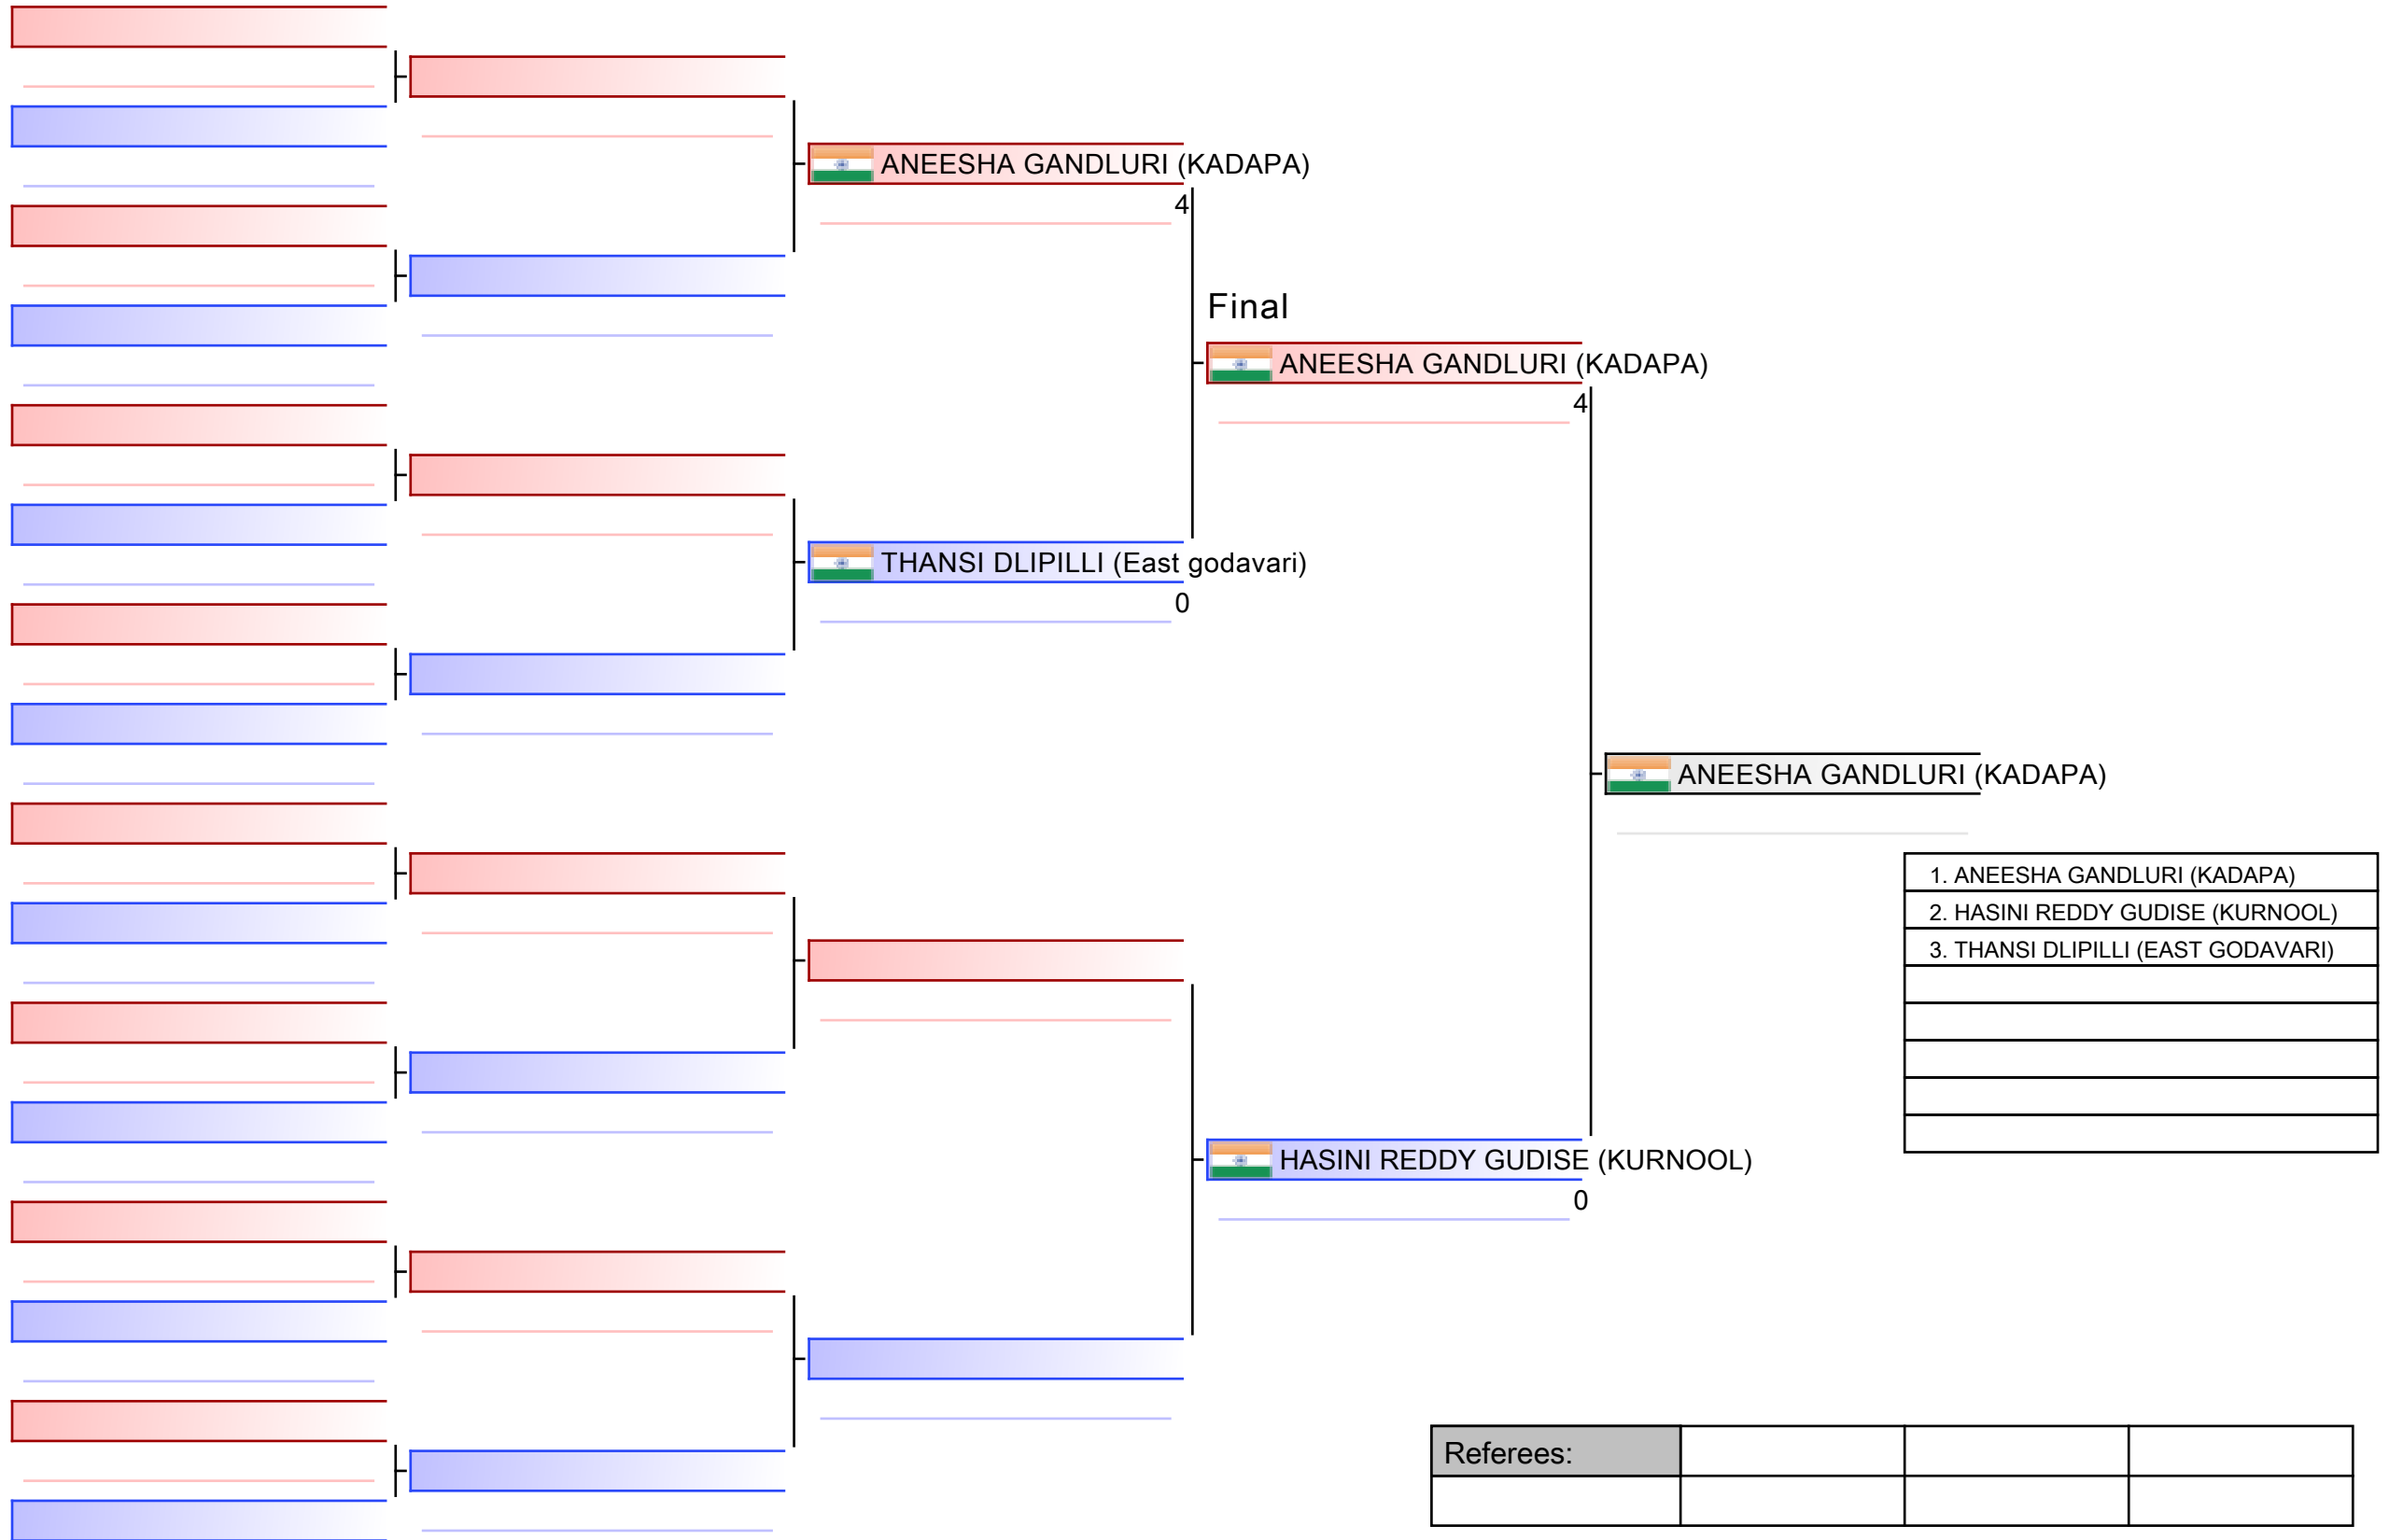 ANEESHA GANDLURI (KADAPA)
4
Final
ANEESHA GANDLURI (KADAPA)
4
THANSI DLIPILLI (East godavari)
0
ANEESHA GANDLURI (KADAPA)
1. ANEESHA GANDLURI (KADAPA)
2. HASINI REDDY GUDISE (KURNOOL)
3. THANSI DLIPILLI (EAST GODAVARI)
HASINI REDDY GUDISE (KURNOOL)
0
Referees: